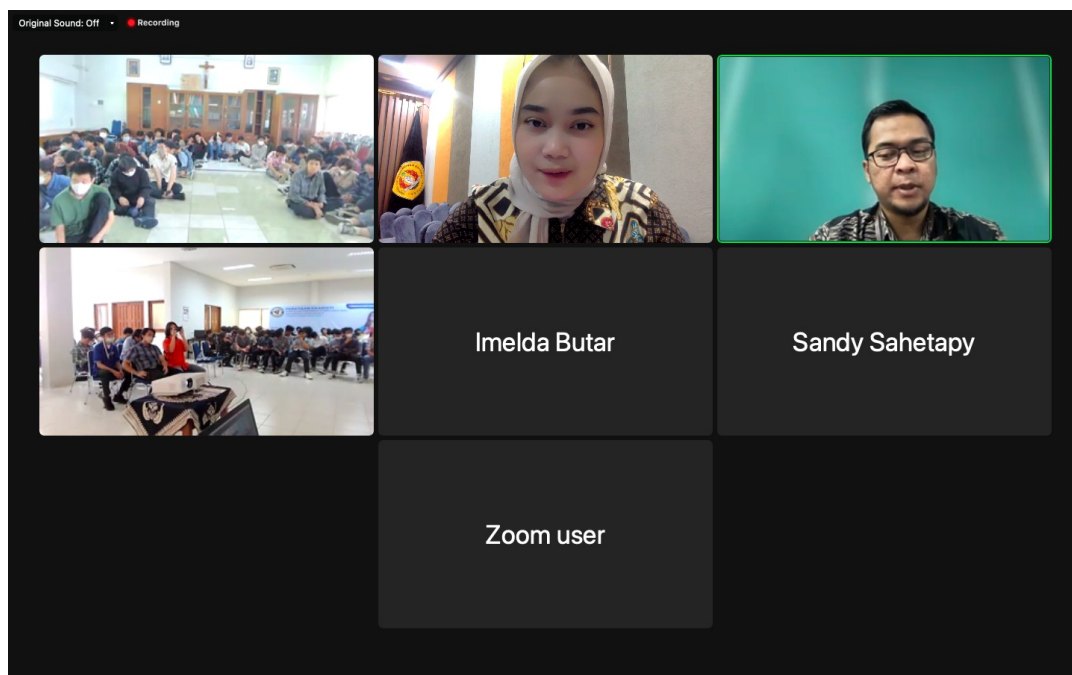 Original Sound: Off
Recording
Imelda Butar
Sandy Sahetapy
Zoom user